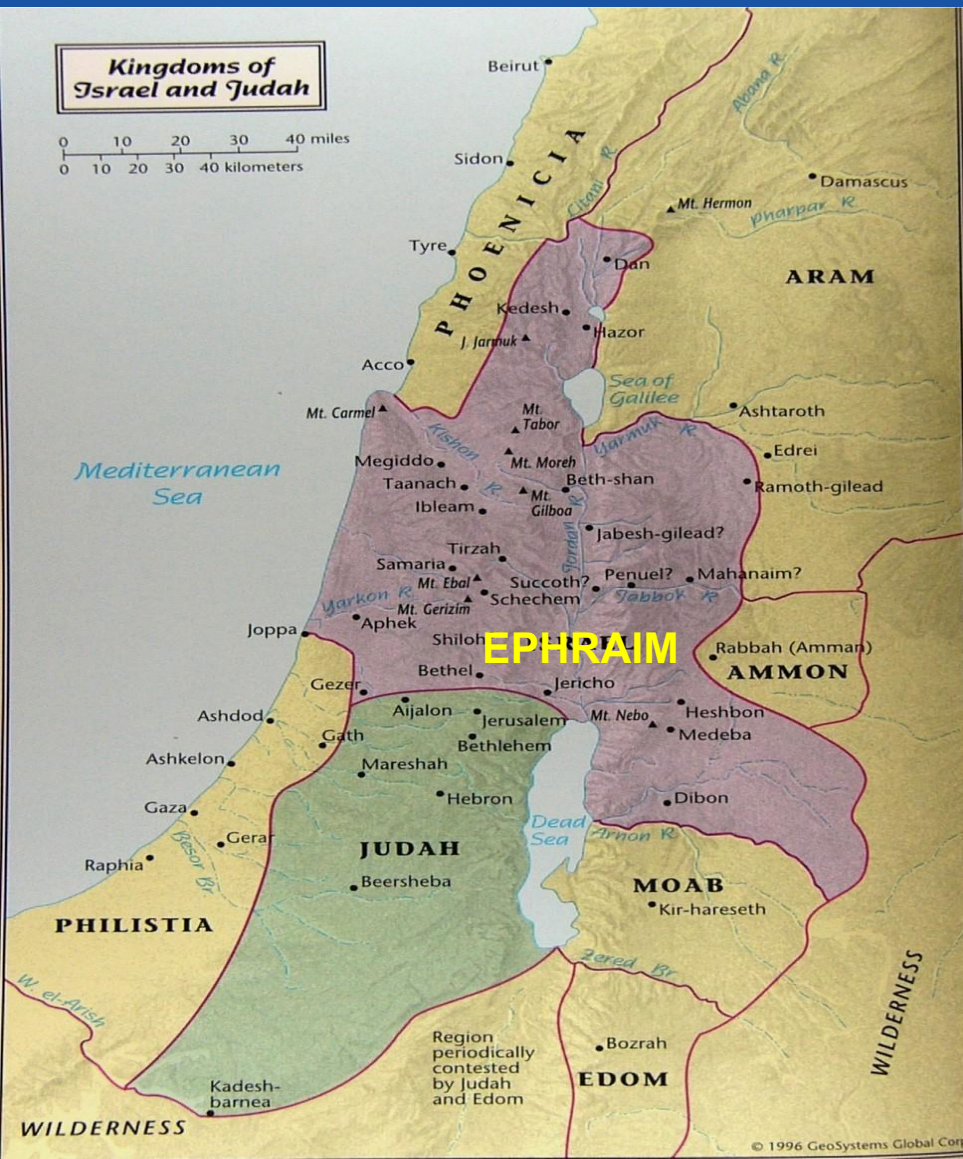 Kingdoms of
Israel and Judah
0 10 20 30 40 miles
0 10 20 30 40 kilometers
Beirut
Abana R
Sidon
PHOENICIA
Litani R
Damascus
Mt. Hermon
Pharpar R
Tyre
Dan
ARAM
Kedesh
Hazor
J. Jarmuk
Acco
Sea of
Galilee
Mt. Carmel
Mt.
Tabor
Ashtaroth
Kishon R
Yarmuk R
Edrei
Mediterranean
Sea
Megiddo
Mt. Moreh
Taanach
Beth-shan
Ramoth-gilead
Mt.
Gilboa
Ibleam
Jordan R
Jabesh-gilead?
Tirzah
Samaria
Mt. Ebal
Succoth?
Penuel?
Mahanaim?
Yarkon R
Mt. Gerizim
Schechem
Jabbok R
Aphek
Joppa
Shiloh
EPHRAIM
Rabbah (Amman)
AMMON
Bethel
Gezer
Jericho
Aijalon
Jerusalem
Mt. Nebo
Heshbon
Ashdod
Gath
Bethlehem
Medeba
Ashkelon
Mareshah
Hebron
Dibon
Gaza
Dead
Sea
Arnon R
Besor Br
Gerar
Raphia
JUDAH
Beersheba
MOAB
Kir-hareseth
PHILISTIA
Zered Br
W. el-Arish
WILDERNESS
Region
periodically
contested
by Judah
and Edom
Bozrah
EDOM
Kadesh-
barnea
WILDERNESS
© 1996 GeoSystems Global Corp